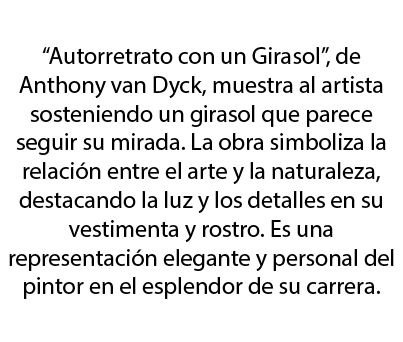 “Autorretrato con un Girasol”, de
Anthony van Dyck, muestra al artista
sosteniendo un girasol que parece
seguir su mirada. La obra simboliza la
relación entre el arte y la naturaleza,
destacando la luz y los detalles en su
vestimenta y rostro. Es una
representación elegante y personal del
pintor en el esplendor de su carrera.